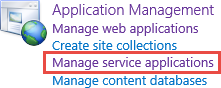 Application Management
Manage web applications
Create site collections
Manage service applications
Manage content databases